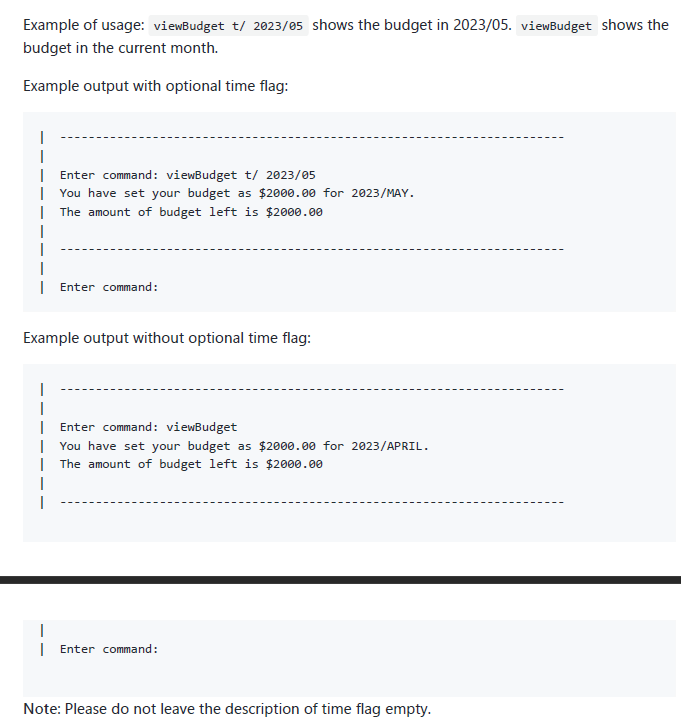 Example of usage: viewBudget t/ 2023/05 shows the budget in 2023/05. viewBudget shows the
budget in the current month.
Example output with optional time flag:
| -----------------------------------------------------------------------
|
| Enter command: viewBudget t/ 2023/05
| You have set your budget as $2000.00 for 2023/MAY.
| The amount of budget left is $2000.00
|
| -----------------------------------------------------------------------
|
| Enter command:
Example output without optional time flag:
| -----------------------------------------------------------------------
|
| Enter command: viewBudget
| You have set your budget as $2000.00 for 2023/APRIL.
| The amount of budget left is $2000.00
|
| -----------------------------------------------------------------------
|
| Enter command:
Note: Please do not leave the description of time flag empty.